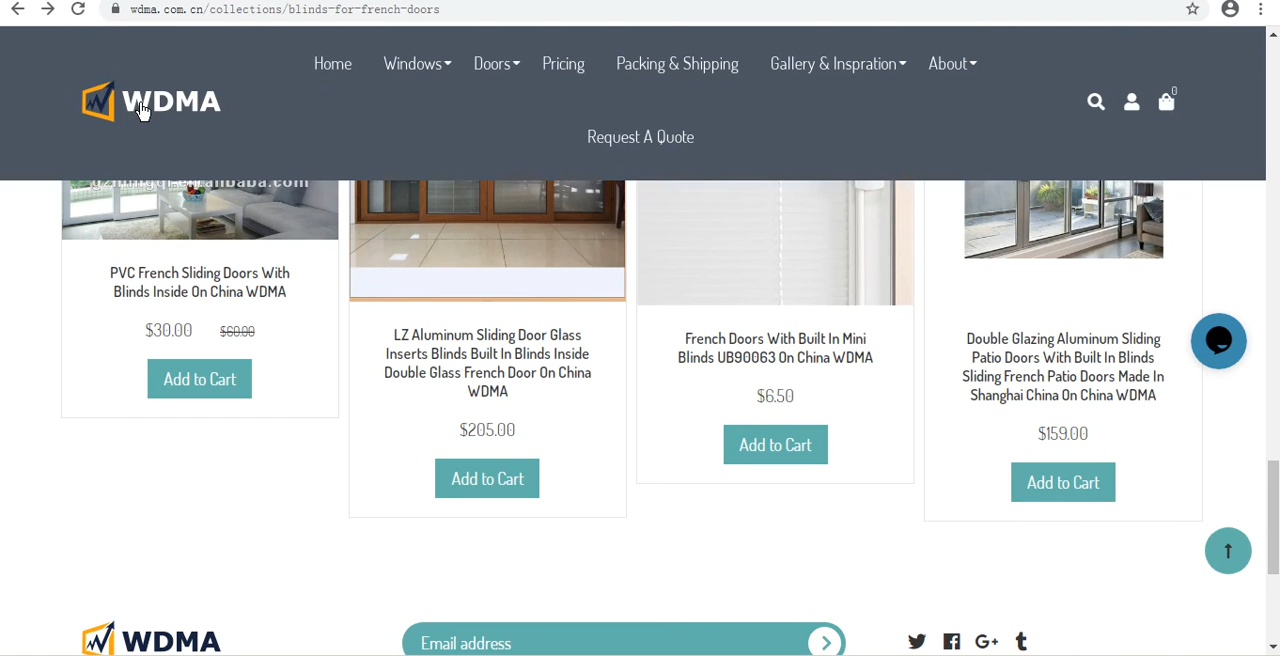 wdma.com.cn/collections/blinds-for-french-doors
Home Windows Doors Pricing Packing & Shipping Gallery & Inspration About
WDMA
0
Request A Quote
PVC French Sliding Doors With
Blinds Inside On China WDMA
$30.00 $60.00
Add to Cart
LZ Aluminum Sliding Door Glass
Inserts Blinds Built In Blinds Inside
Double Glass French Door On China
WDMA
$205.00
Add to Cart
French Doors With Built In Mini
Blinds UB90063 On China WDMA
$6.50
Add to Cart
Double Glazing Aluminum Sliding
Patio Doors With Built In Blinds
Sliding French Patio Doors Made In
Shanghai China On China WDMA
$159.00
Add to Cart
WDMA
Email address